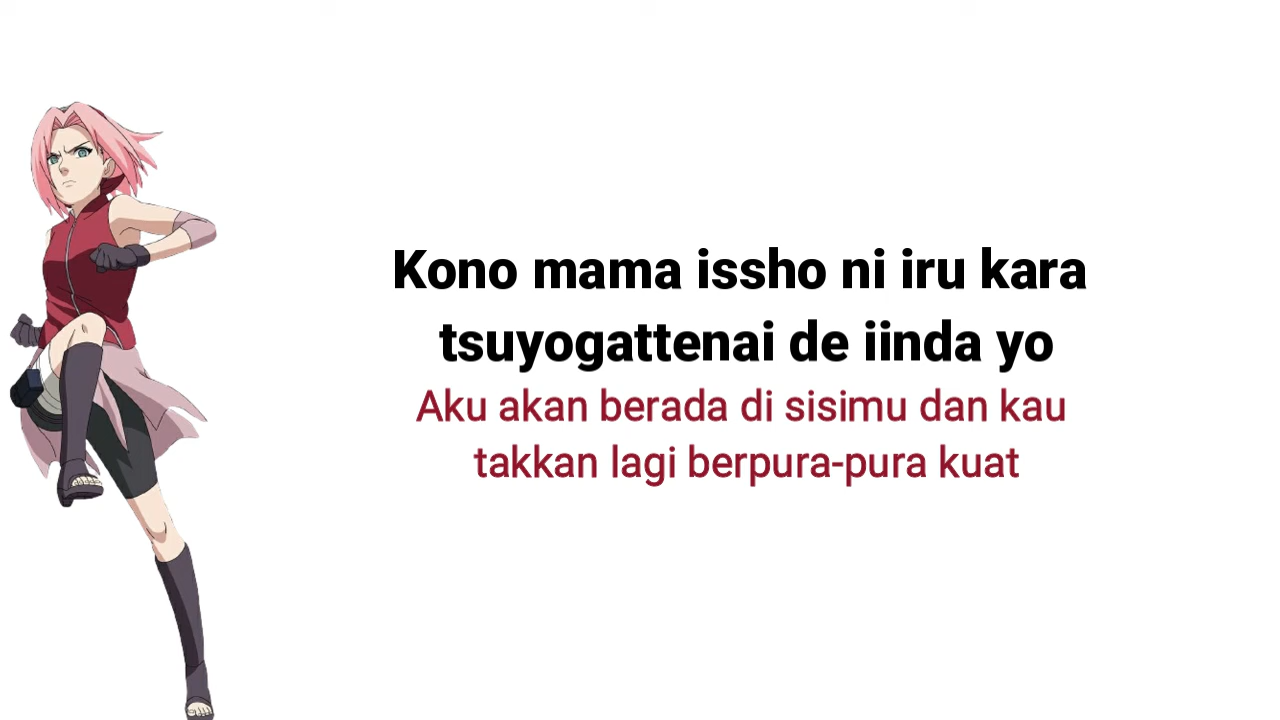 Kono mama issho ni iru kara
tsuyogattenai de iinda yo
Aku akan berada di sisimu dan kau
takkan lagi berpura-pura kuat